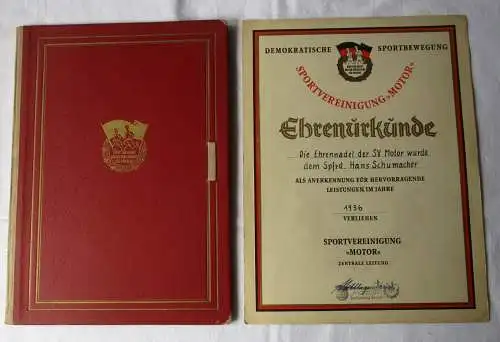 DEMOKRATISCHE SPORTBEWEGUNG
SPORTVEREINIGUNG »MOTOR«
Ehrenurkunde
Die Ehrennadel der SV Motor wurde
dem Spfrd. Hans Schumacher
ALS ANERKENNUNG FÜR HERVORRAGENDE
LEISTUNGEN IM JAHRE
1956
VERLIEHEN
SPORTVEREINIGUNG
»MOTOR«
ZENTRALE LEITUNG